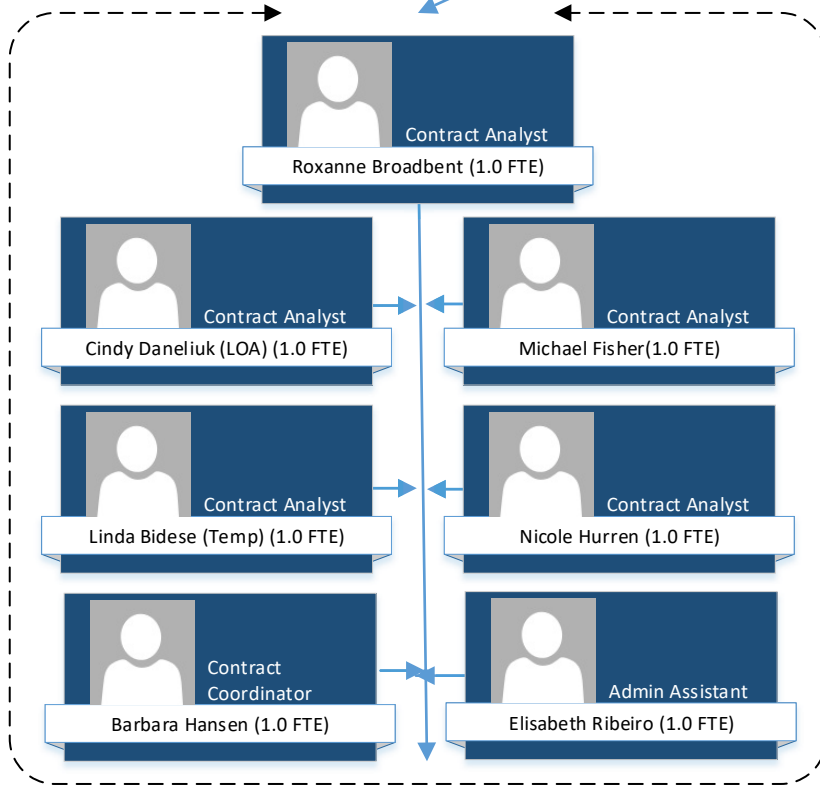 Contract Analyst
Roxanne Broadbent (1.0 FTE)
Contract Analyst
Cindy Daneliuk (LOA) (1.0 FTE)
Contract Analyst
Michael Fisher(1.0 FTE)
Contract Analyst
Linda Bidese (Temp) (1.0 FTE)
Contract Analyst
Nicole Hurren (1.0 FTE)
Contract
Coordinator
Barbara Hansen (1.0 FTE)
Admin Assistant
Elisabeth Ribeiro (1.0 FTE)